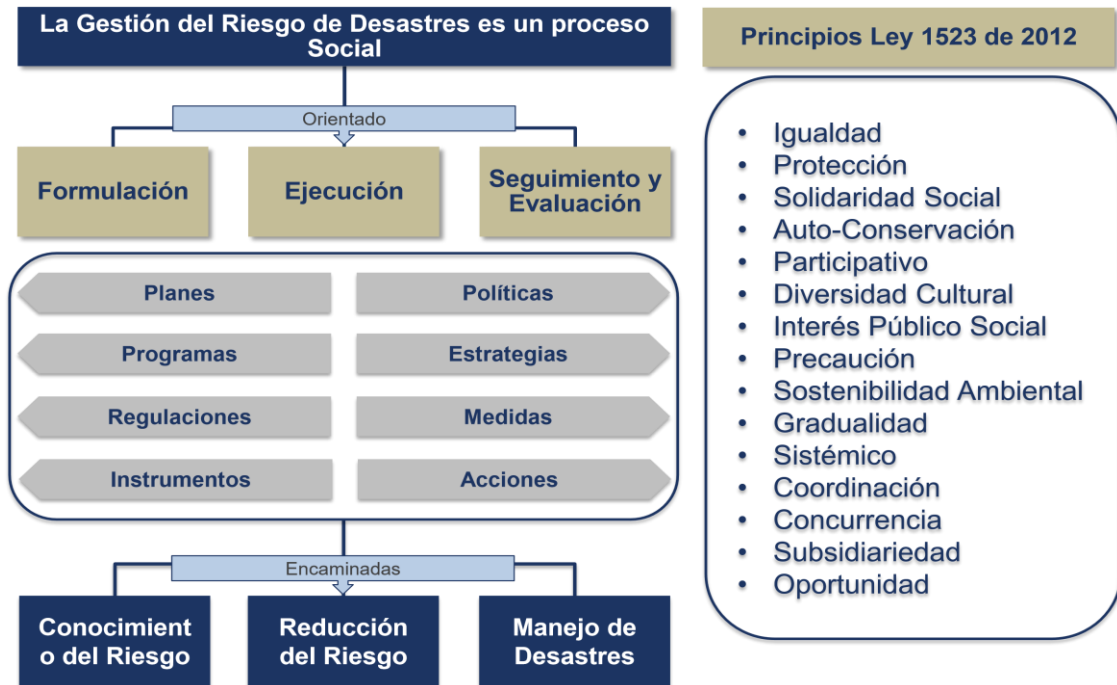 La Gestión del Riesgo de Desastres es un proceso
Social
Orientado
Formulación
Ejecución
Seguimiento y
Evaluación
Planes
Políticas
Programas
Estrategias
Regulaciones
Medidas
Instrumentos
Acciones
Encaminadas
Conocimient
o del Riesgo
Reducción
del Riesgo
Manejo de
Desastres
Principios Ley 1523 de 2012
• Igualdad
• Protección
• Solidaridad Social
• Auto-Conservación
• Participativo
• Diversidad Cultural
• Interés Público Social
• Precaución
• Sostenibilidad Ambiental
• Gradualidad
• Sistémico
• Coordinación
• Concurrencia
• Subsidiariedad
• Oportunidad